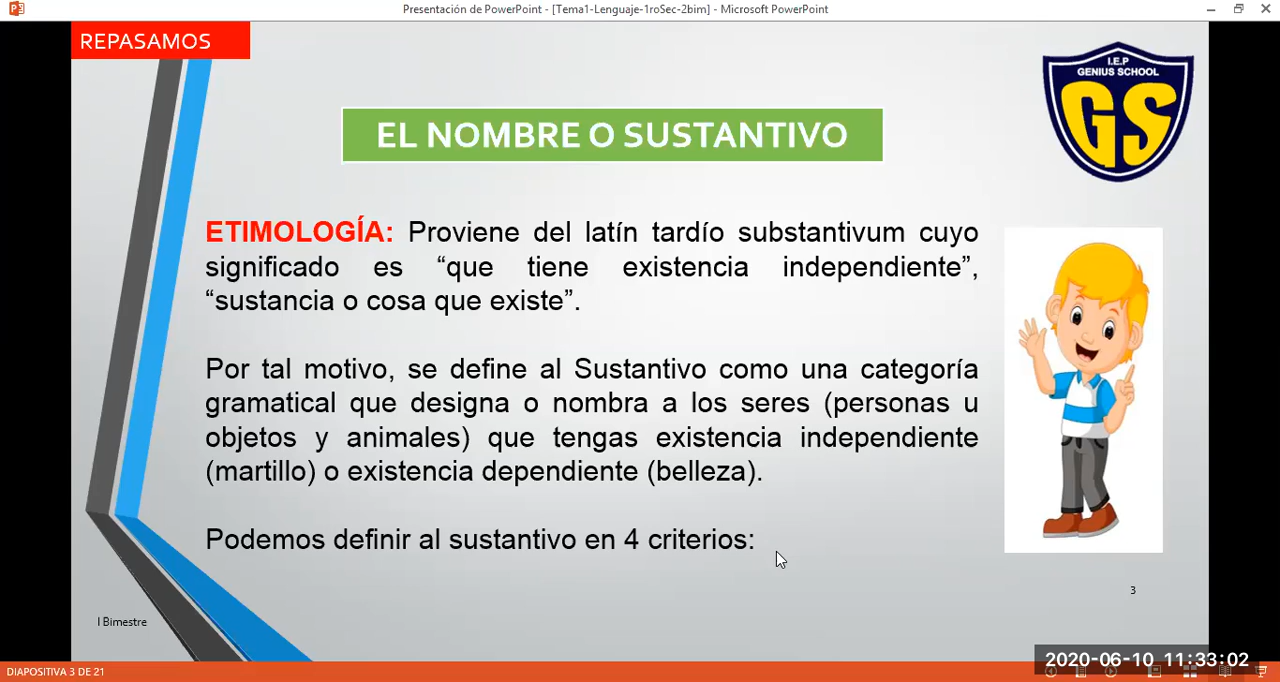 Presentación de PowerPoint - [Tema1-Lenguaje-1roSec-2bim] - Microsoft PowerPoint
REPASAMOS
I.E.P
GENIUS SCHOOL
GS
EL NOMBRE O SUSTANTIVO
ETIMOLOGÍA: Proviene del latín tardío substantivum cuyo
significado es “que tiene existencia independiente”,
“sustancia o cosa que existe”.
Por tal motivo, se define al Sustantivo como una categoría
gramatical que designa o nombra a los seres (personas u
objetos y animales) que tengas existencia independiente
(martillo) o existencia dependiente (belleza).
Podemos definir al sustantivo en 4 criterios:
3
I Bimestre
DIAPOSITIVA 3 DE 21
2020-06-10 11:33:02